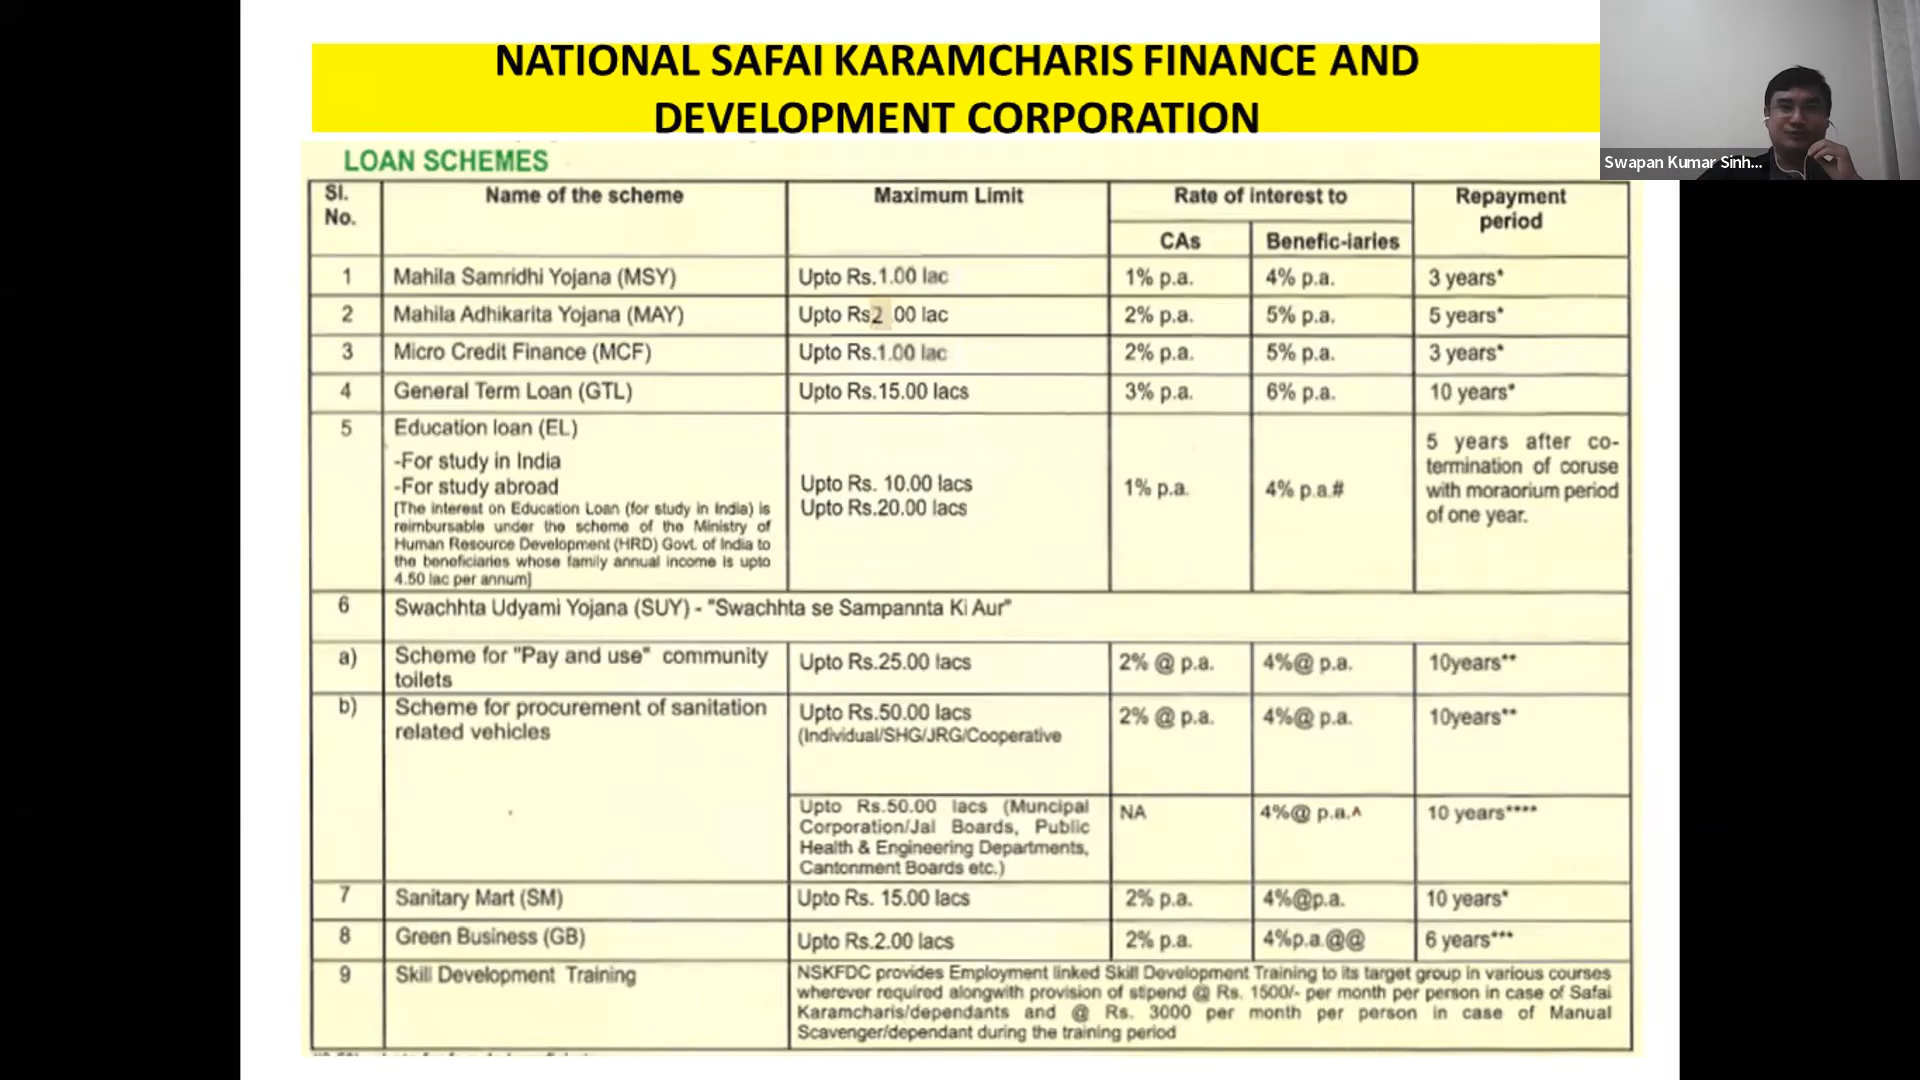 NATIONAL SAFAI KARAMCHARIS FINANCE AND
DEVELOPMENT CORPORATION
Swapan Kumar Sinh...
LOAN SCHEMES
Sl. No. Name of the scheme Maximum Limit Rate of interest to Repayment period
CAs Benefic-iaries
1 Mahila Samridhi Yojana (MSY) Upto Rs.1.00 lac 1% p.a. 4% p.a. 3 years*
2 Mahila Adhikarita Yojana (MAY) Upto Rs2 .00 lac 2% p.a. 5% p.a. 5 years*
3 Micro Credit Finance (MCF) Upto Rs.1.00 lac 2% p.a. 5% p.a. 3 years*
4 General Term Loan (GTL) Upto Rs.15.00 lacs 3% p.a. 6% p.a. 10 years*
5 Education loan (EL)
-For study in India
-For study abroad
[The interest on Education Loan (for study in India) is
reimbursable under the scheme of the Ministry of
Human Resource Development (HRD) Govt. of India to
the beneficiaries whose family annual income is upto
4.50 lac per annum]
Upto Rs. 10.00 lacs
Upto Rs.20.00 lacs
1% p.a.
4% p.a.#
5 years after co-
termination of coruse
with moraorium period
of one year.
6 Swachhta Udyami Yojana (SUY) - "Swachhta se Sampannta Ki Aur"
a) Scheme for "Pay and use" community
toilets
Upto Rs.25.00 lacs 2% @ p.a. 4%@ p.a. 10years**
b) Scheme for procurement of sanitation
related vehicles
Upto Rs.50.00 lacs
(Individual/SHG/JRG/Cooperative
2% @ p.a. 4%@ p.a. 10years**
Upto Rs.50.00 lacs (Muncipal
Corporation/Jal Boards, Public
Health & Engineering Departments,
Cantonment Boards etc.)
NA 4%@ p.a.^ 10 years****
7 Sanitary Mart (SM) Upto Rs. 15.00 lacs 2% p.a. 4%@p.a. 10 years*
8 Green Business (GB) Upto Rs.2.00 lacs 2% p.a. 4%p.a.@@ 6 years***
9 Skill Development Training
NSKFDC provides Employment linked Skill Development Training to its target group in various courses
wherever required alongwith provision of stipend @ Rs. 1500/- per month per person in case of Safai
Karamcharis/dependants and @ Rs. 3000 per month per person in case of Manual
Scavenger/dependant during the training period